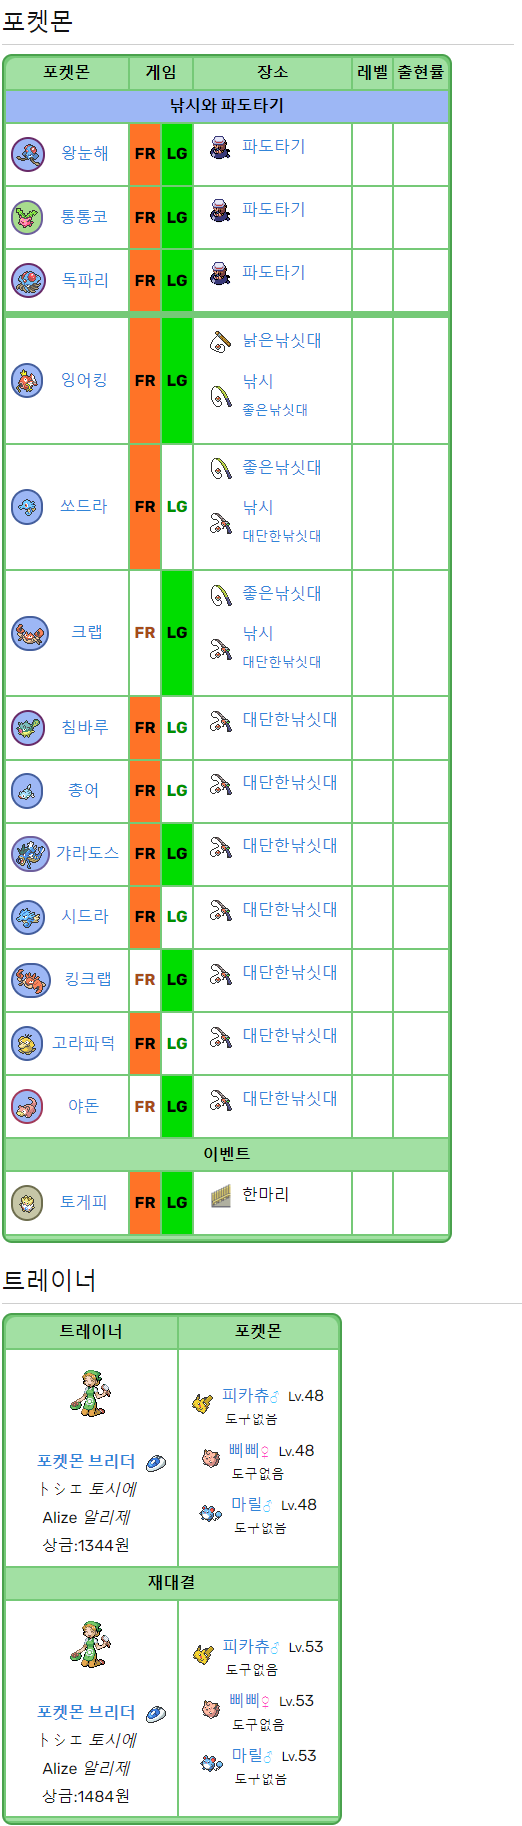 포켓몬
포켓몬 게임 장소 레벨 출현률
낚시와 파도타기
왕눈해 FR LG 파도타기
통통코 FR LG 파도타기
독파리 FR LG 파도타기
잉어킹 FR LG 낡은낚싯대
낚시
좋은낚싯대
쏘드라 FR LG 좋은낚싯대
낚시
대단한낚싯대
크랩 FR LG 좋은낚싯대
낚시
대단한낚싯대
침바루 FR LG 대단한낚싯대
총어 FR LG 대단한낚싯대
갸라도스 FR LG 대단한낚싯대
시드라 FR LG 대단한낚싯대
킹크랩 FR LG 대단한낚싯대
고라파덕 FR LG 대단한낚싯대
야돈 FR LG 대단한낚싯대
이벤트
토게피 FR LG 한마리
트레이너
트레이너 포켓몬
포켓몬 브리더
トシエ 토시에
Alize 알리제
상금:1344원
피카츄♂ Lv.48
도구없음
삐삐♀ Lv.48
도구없음
마릴♂ Lv.48
도구없음
재대결
포켓몬 브리더
トシエ 토시에
Alize 알리제
상금:1484원
피카츄♂ Lv.53
도구없음
삐삐♀ Lv.53
도구없음
마릴♂ Lv.53
도구없음